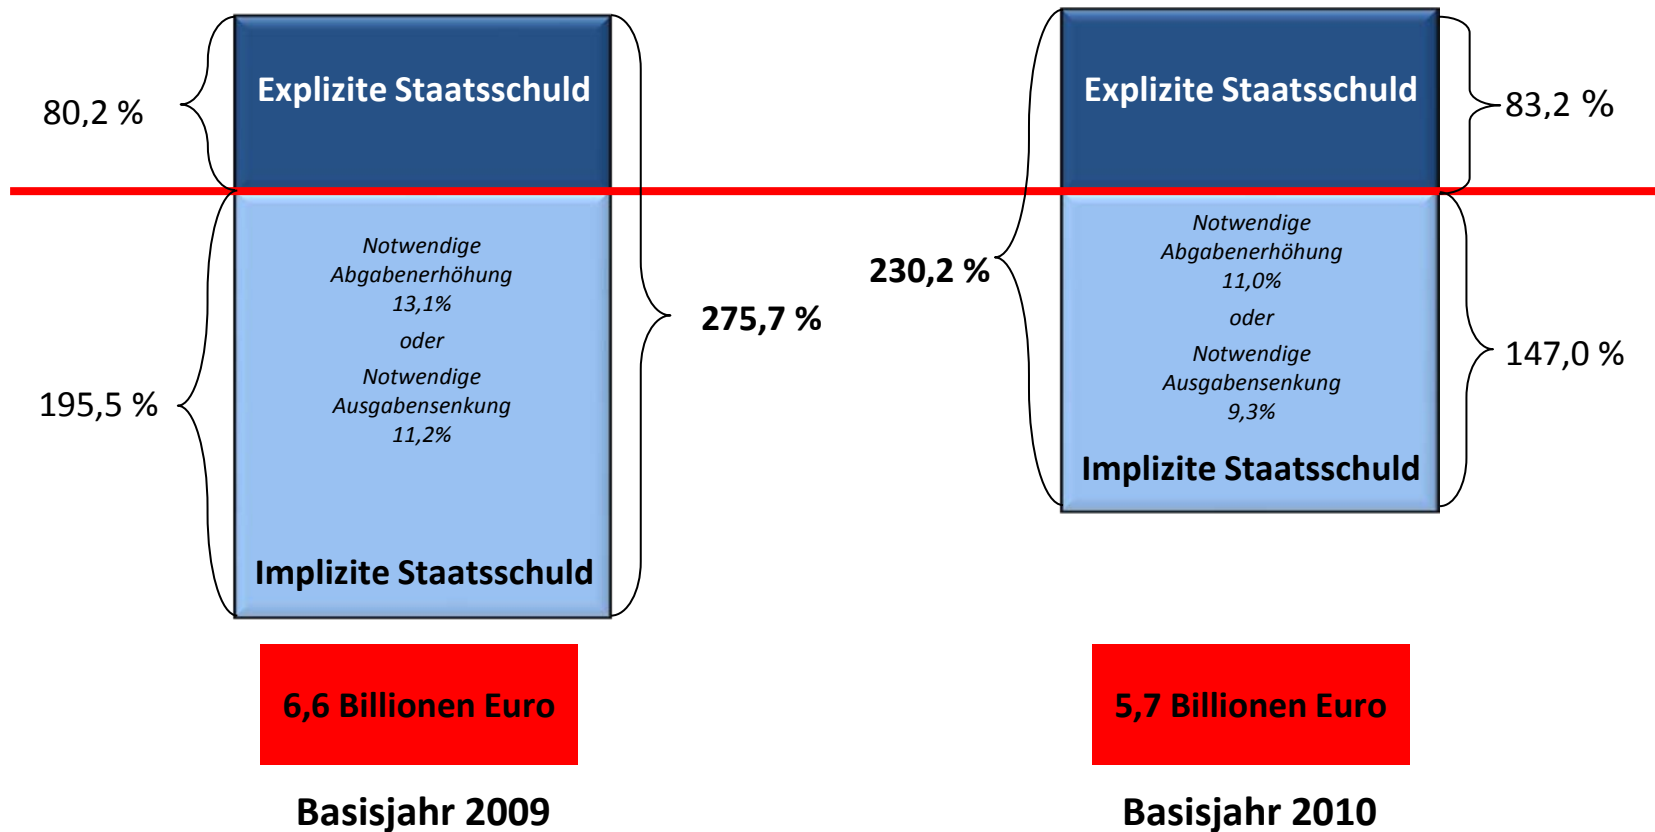 Explizite Staatsschuld
80,2 %
Notwendige
Abgabenerhöhung
13,1%
oder
Notwendige
Ausgabensenkung
11,2%
195,5 %
275,7 %
Implizite Staatsschuld
6,6 Billionen Euro
Basisjahr 2009
Explizite Staatsschuld
83,2 %
230,2 %
Notwendige
Abgabenerhöhung
11,0%
oder
Notwendige
Ausgabensenkung
9,3%
147,0 %
Implizite Staatsschuld
5,7 Billionen Euro
Basisjahr 2010